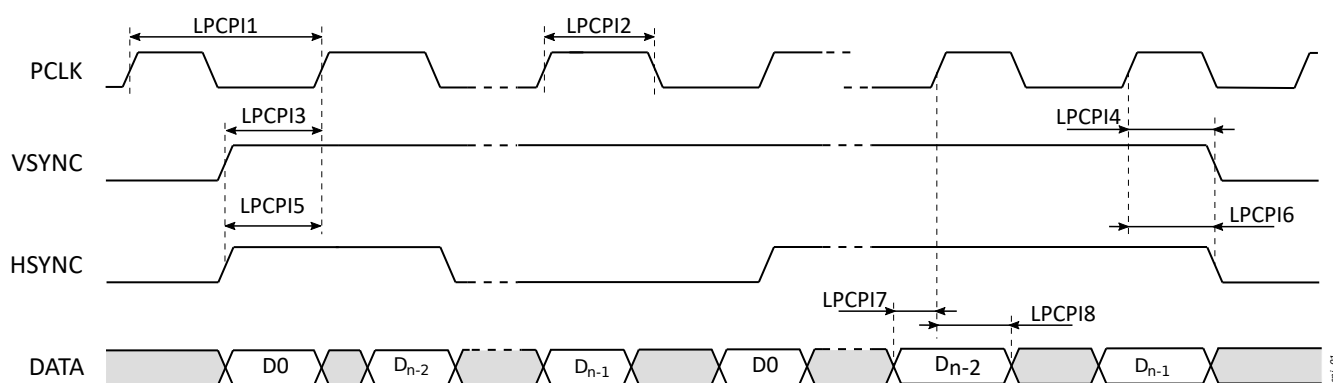 LPCPI1 LPCPI2
PCLK
LPCPI3 LPCPI4
VSYNC
LPCPI5 LPCPI6
HSYNC
LPCPI7 LPCPI8
DATA D0 Dn-2 Dn-1 D0 Dn-2 Dn-1